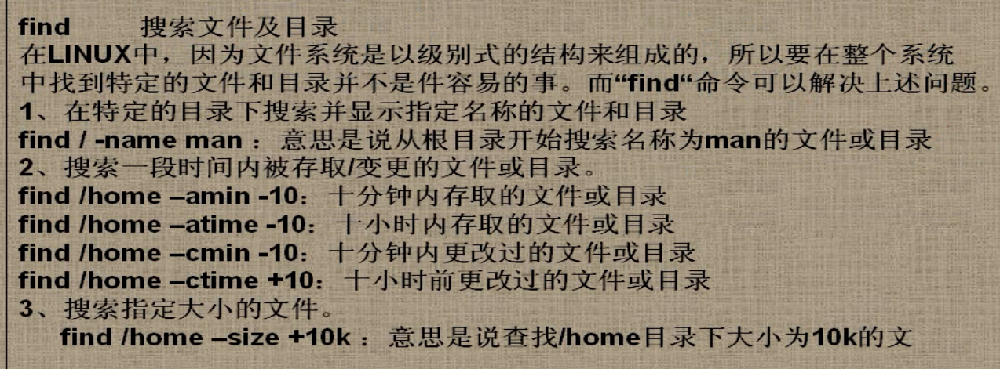 find 搜索文件及目录
在LINUX中，因为文件系统是以级别式的结构来组成的，所以要在整个系统
中找到特定的文件和目录并不是件容易的事。而“find“命令可以解决上述问题。
1、在特定的目录下搜索并显示指定名称的文件和目录
find / -name man ：意思是说从根目录开始搜索名称为man的文件或目录
2、搜索一段时间内被存取/变更的文件或目录。
find /home –amin -10：十分钟内存取的文件或目录
find /home –atime -10：十小时内存取的文件或目录
find /home –cmin -10：十分钟内更改过的文件或目录
find /home –ctime +10：十小时前更改过的文件或目录
3、搜索指定大小的文件。
find /home –size +10k ：意思是说查找/home目录下大小为10k的文